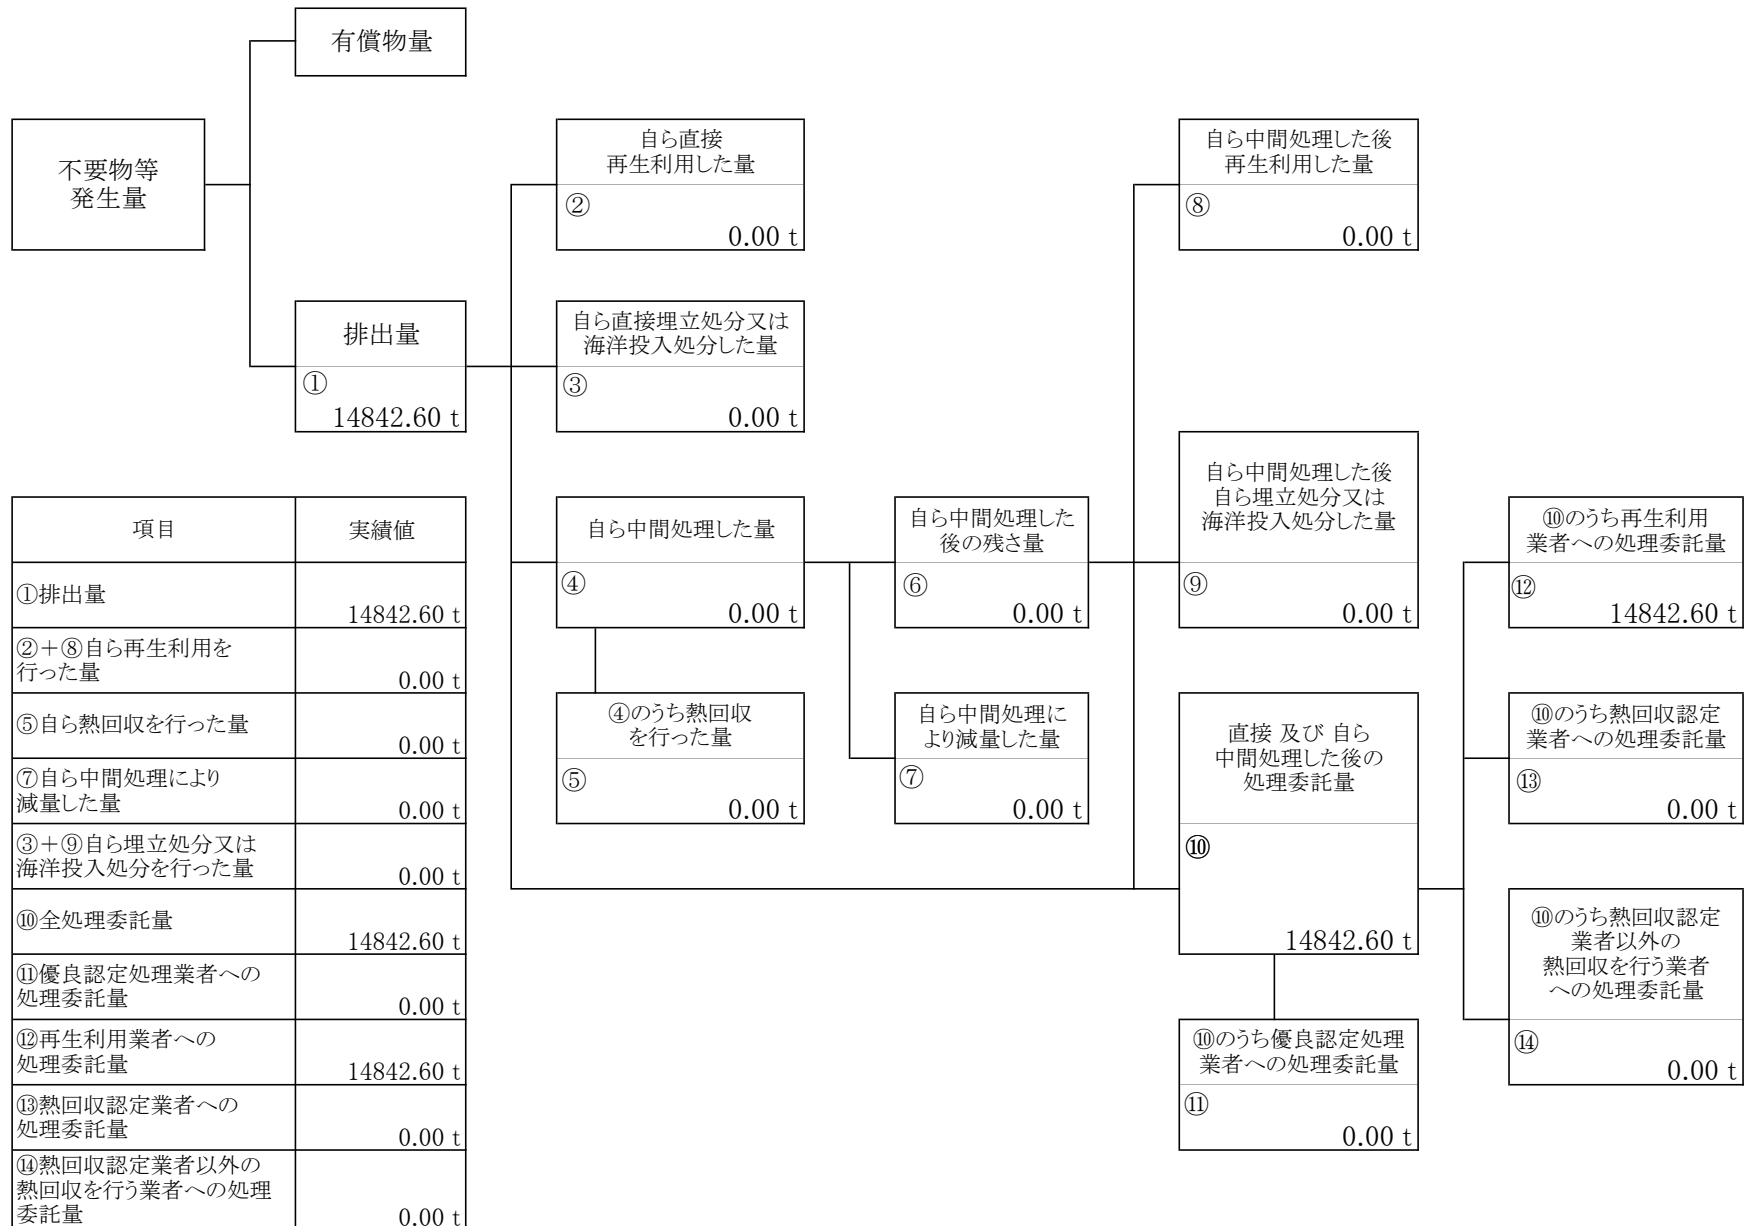 有償物量
不要物等
発生量
排出量
①
14842.60 t
自ら直接
再生利用した量
②
0.00 t
自ら直接埋立処分又は
海洋投入処分した量
③
0.00 t
自ら中間処理した量
④
0.00 t
④のうち熱回収
を行った量
⑤
0.00 t
自ら中間処理した
後の残さ量
⑥
0.00 t
自ら中間処理に
より減量した量
⑦
0.00 t
自ら中間処理した後
再生利用した量
⑧
0.00 t
自ら中間処理した後
自ら埋立処分又は
海洋投入処分した量
⑨
0.00 t
直接 及び 自ら
中間処理した後の
処理委託量
⑩
14842.60 t
⑩のうち優良認定処理
業者への処理委託量
⑪
0.00 t
⑩のうち再生利用
業者への処理委託量
⑫
14842.60 t
⑩のうち熱回収認定
業者への処理委託量
⑬
0.00 t
⑩のうち熱回収認定
業者以外の
熱回収を行う業者
への処理委託量
⑭
0.00 t
項目 実績値
①排出量
14842.60 t
②+⑧自ら再生利用を
行った量
0.00 t
⑤自ら熱回収を行った量
0.00 t
⑦自ら中間処理により
減量した量
0.00 t
③+⑨自ら埋立処分又は
海洋投入処分を行った量
0.00 t
⑩全処理委託量
14842.60 t
⑪優良認定処理業者への
処理委託量
0.00 t
⑫再生利用業者への
処理委託量
14842.60 t
⑬熱回収認定業者への
処理委託量
0.00 t
⑭熱回収認定業者以外の
熱回収を行う業者への処理
委託量
0.00 t